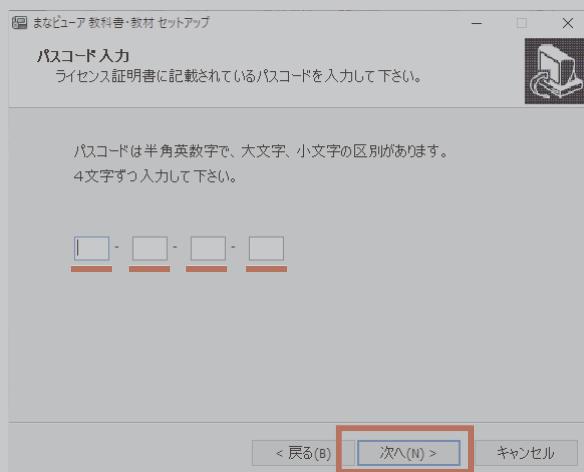 まなビューア 教科書・教材 セットアップ
パスコード入力
ライセンス証明書に記載されているパスコードを入力して下さい。
パスコードは半角英数字で、大文字、小文字の区別があります。
4文字ずつ入力して下さい。
- - -
< 戻る(B) 次へ(N) > キャンセル